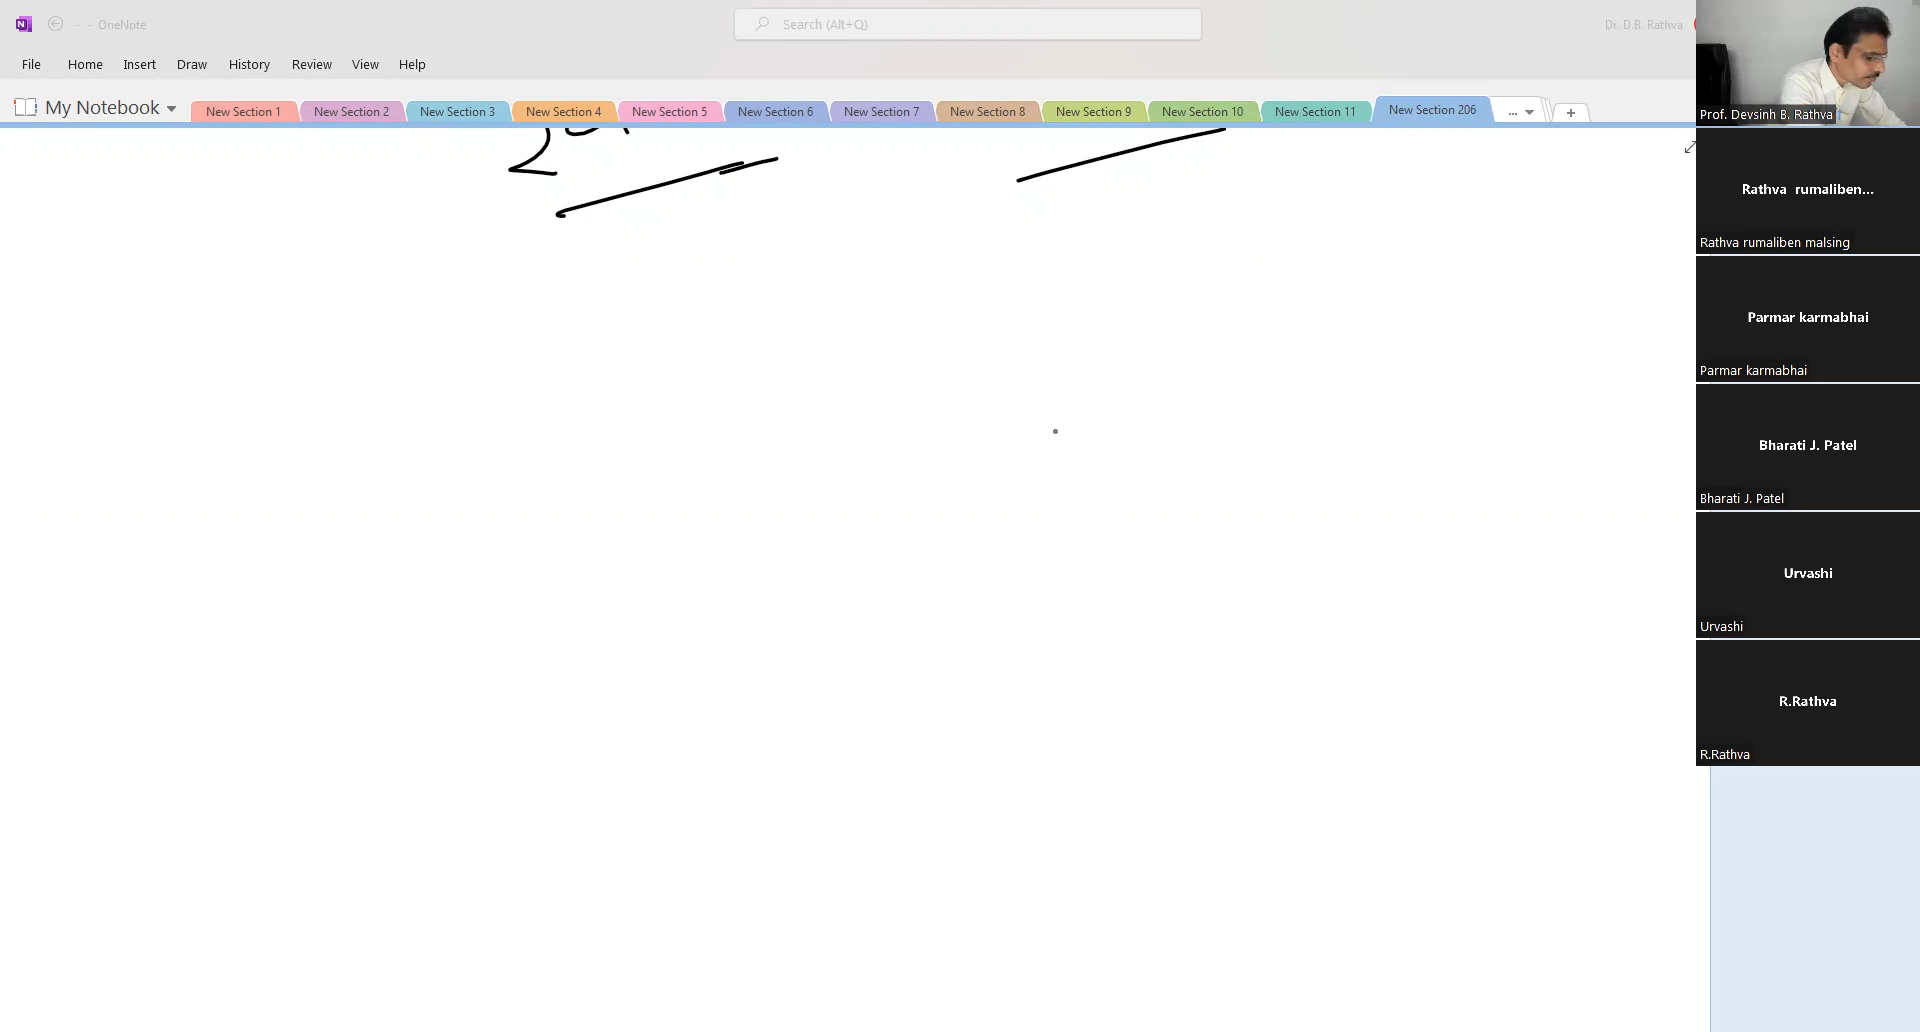 OneNote
Search (Alt+Q)
Dr. D.B. Rathva
File Home Insert Draw History Review View Help
My Notebook New Section 1 New Section 2 New Section 3 New Section 4 New Section 5 New Section 6 New Section 7 New Section 8 New Section 9 New Section 10 New Section 11 New Section 206 ... +
Prof. Devsinh B. Rathva
Rathva rumaliben...
Rathva rumaliben malsing
Parmar karmabhai
Parmar karmabhai
Bharati J. Patel
Bharati J. Patel
Urvashi
Urvashi
R.Rathva
R.Rathva